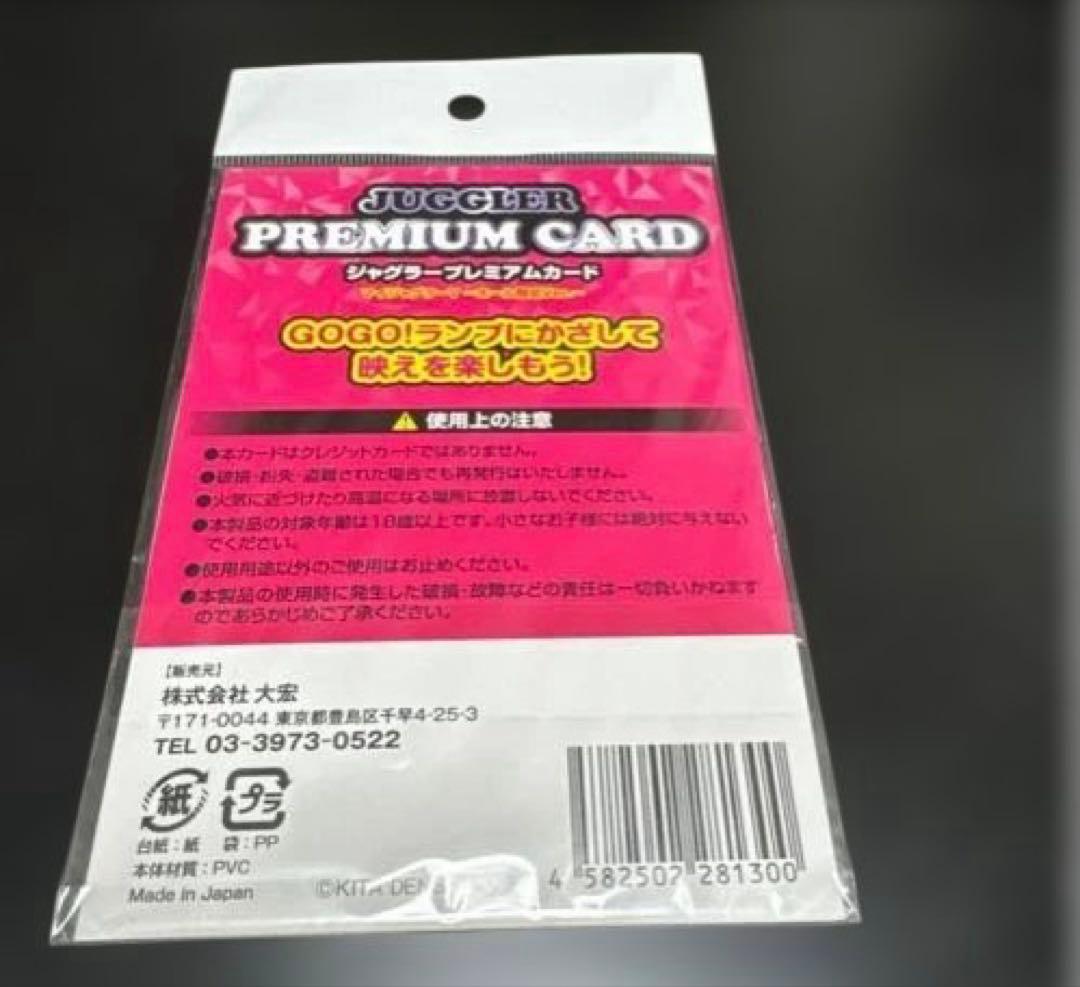 JUGGLER
PREMIUM CARD
ジャグラープレミアムカード
GOGO!ランプにかざして
映えを楽しもう!
使用上の注意
●本カードはクレジットカードではありません。
●破損・紛失・盗難された場合でも再発行はいたしません。
●火気に近づけたり高温になる場所に放置しないでください。
●本製品の対象年齢は18歳以上です。小さなお子様には絶対に与えない
でください。
●使用用途以外のご使用はお止めください。
●本製品の使用時に発生した破損・故障などの責任は一切負いかねます
のであらかじめご了承ください。
【販売元】
株式会社 大宏
〒171-0044 東京都豊島区千早4-25-3
TEL 03-3973-0522
紙 プラ
台紙:紙 袋:PP
本体材質:PVC
Made in Japan
©KITA
4 582502 281300